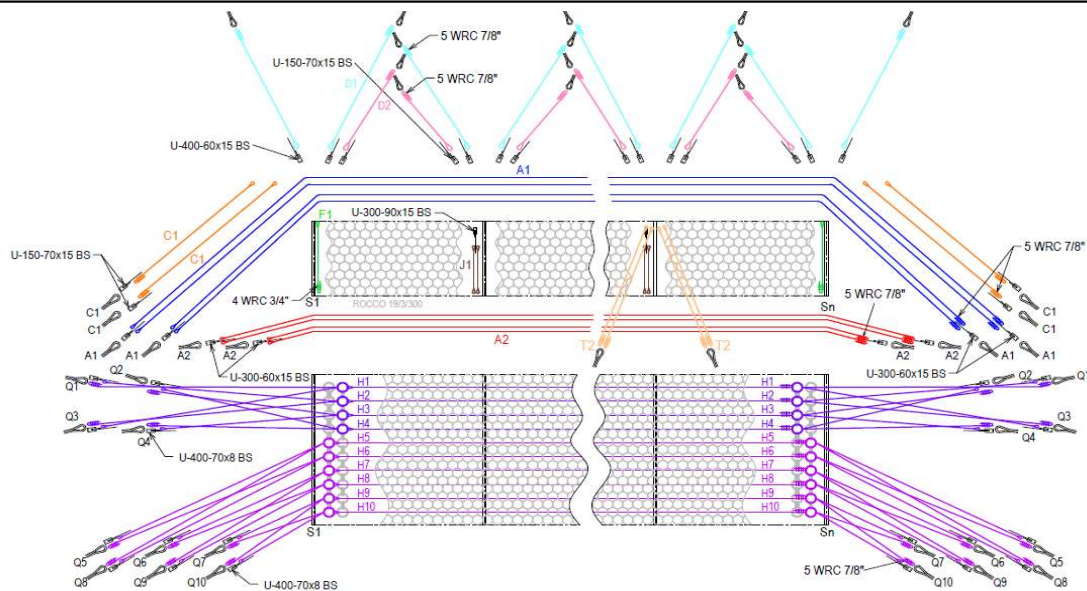 5 WRC 7/8"
U-150-70x15 BS
D1
5 WRC 7/8"
D2
U-400-60x15 BS
A1
F1
U-300-90x15 BS
C1
C1
U-150-70x15 BS
J1
5 WRC 7/8"
4 WRC 3/4"
S1
ROCCO 19/3/300
Sn
5 WRC 7/8"
C1
C1
C1
C1
A2
T2
T2
A1
A1
A2
A2
A2
A2
A1
A1
U-300-60x15 BS
U-300-60x15 BS
Q1
Q2
H1
H1
Q2
Q1
H2
H2
Q3
H3
H3
Q3
Q4
H4
H4
Q4
U-400-70x8 BS
H5
H5
H6
H6
H7
H7
H8
H8
H9
H9
H10
H10
S1
Sn
Q5
Q6
Q7
Q7
Q6
Q5
5 WRC 7/8"
Q8
Q9
Q10
U-400-70x8 BS
Q10
Q9
Q8